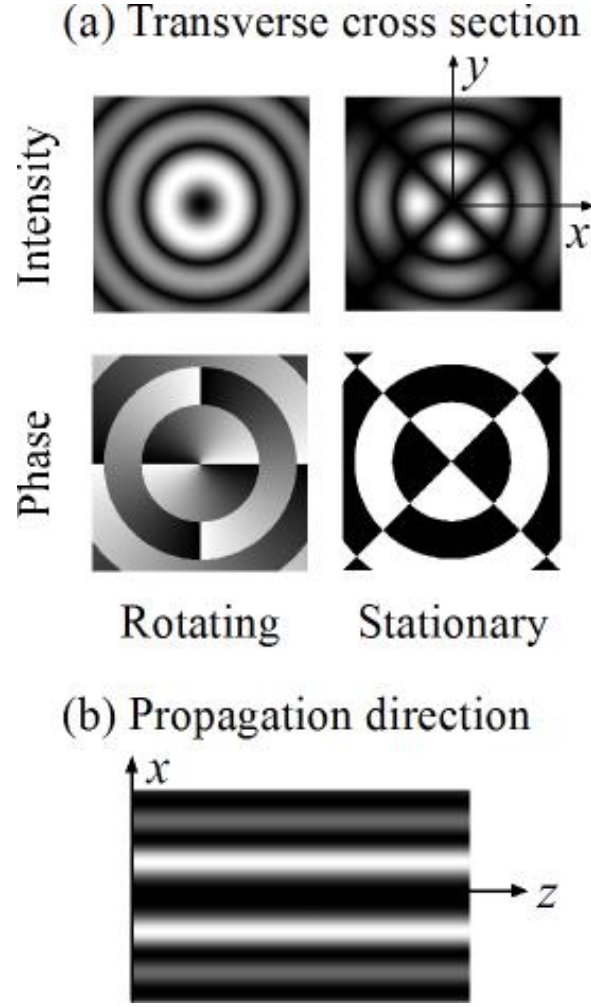 (a) Transverse cross section
Intensity
y
x
Phase
Rotating Stationary
(b) Propagation direction
x
z